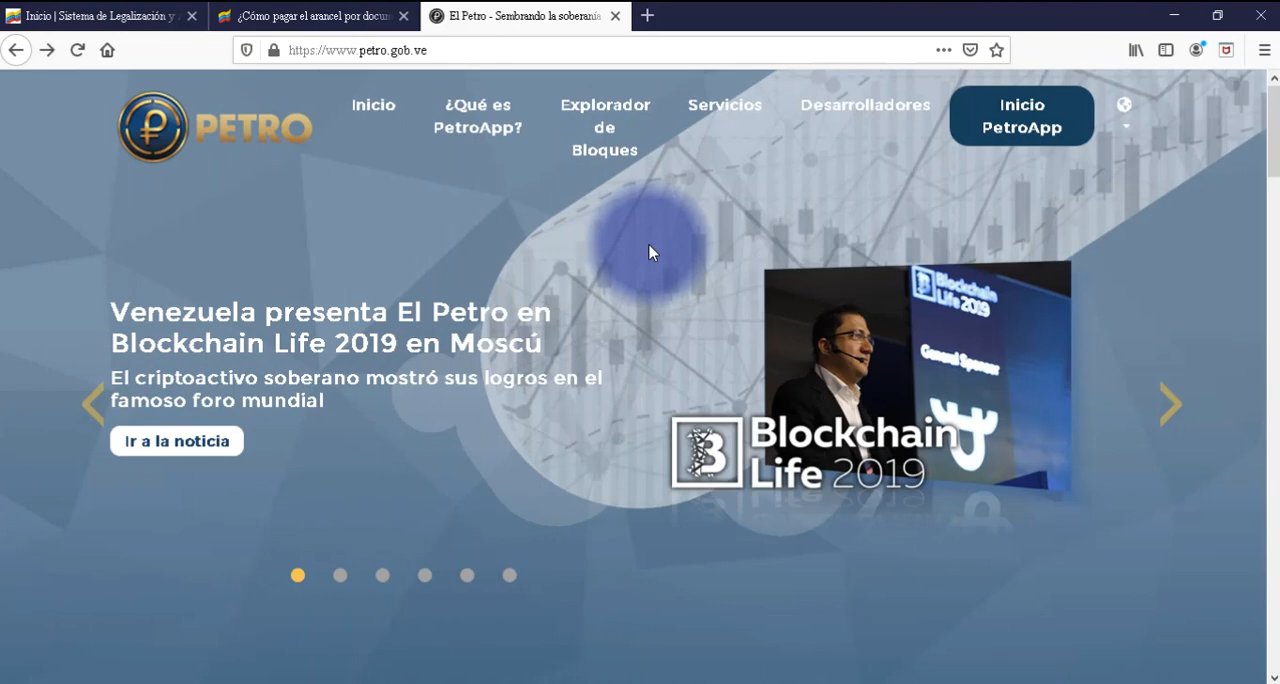 Inicio | Sistema de Legalización y
¿Cómo pagar el arancel por docu
El Petro - Sembrando la soberanía
https://www.petro.gob.ve
PETRO
Inicio
¿Qué es
PetroApp?
Explorador
de
Bloques
Servicios
Desarrolladores
Inicio
PetroApp
Venezuela presenta El Petro en
Blockchain Life 2019 en Moscú
El criptoactivo soberano mostró sus logros en el
famoso foro mundial
Ir a la noticia
Blockchain
Life 2019
General Sponsor
Blockchain
Life 2019